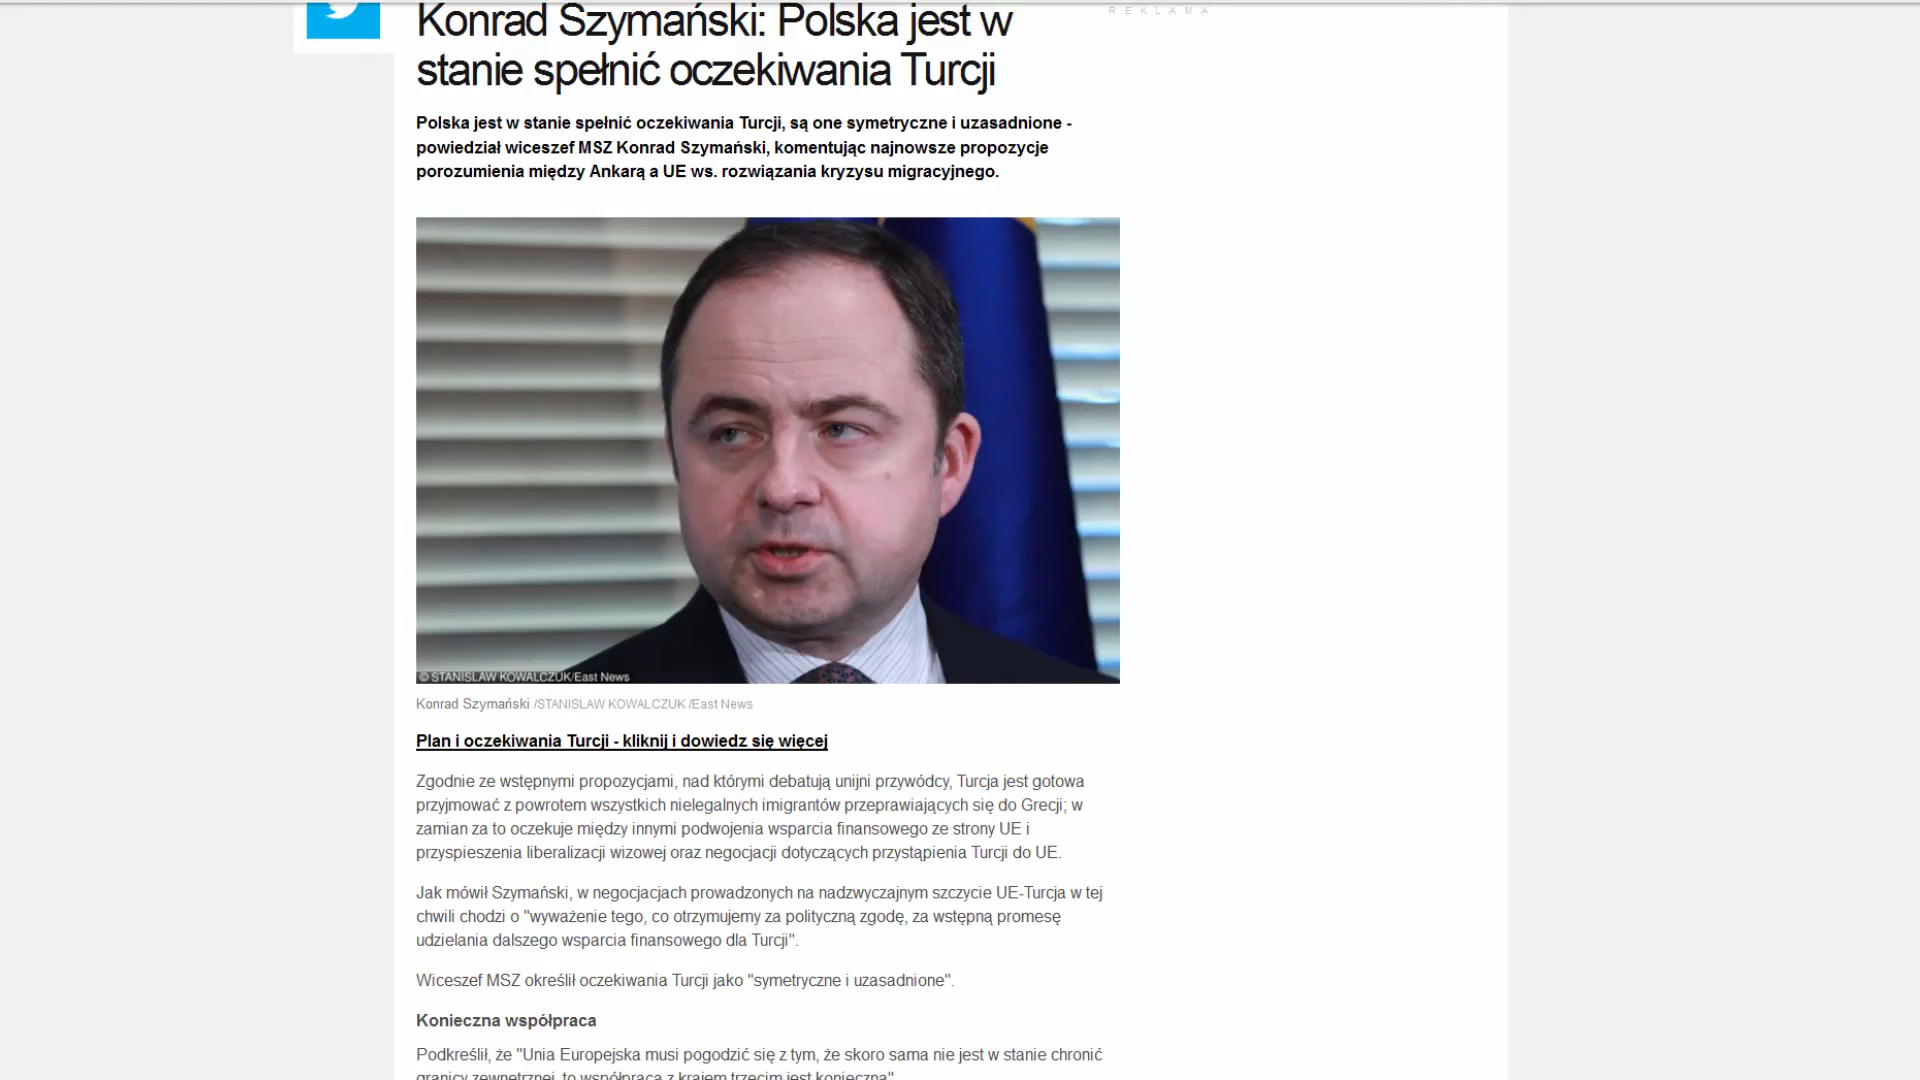 REKLAMA
Konrad Szymański: Polska jest w
stanie spełnić oczekiwania Turcji
Polska jest w stanie spełnić oczekiwania Turcji, są one symetryczne i uzasadnione -
powiedział wiceszef MSZ Konrad Szymański, komentując najnowsze propozycje
porozumienia między Ankarą a UE ws. rozwiązania kryzysu migracyjnego.
© STANISLAW KOWALCZUK/East News
Konrad Szymański /STANISLAW KOWALCZUK /East News
Plan i oczekiwania Turcji - kliknij i dowiedz się więcej
Zgodnie ze wstępnymi propozycjami, nad którymi debatują unijni przywódcy, Turcja jest gotowa
przyjmować z powrotem wszystkich nielegalnych imigrantów przeprawiających się do Grecji; w
zamian za to oczekuje między innymi podwojenia wsparcia finansowego ze strony UE i
przyspieszenia liberalizacji wizowej oraz negocjacji dotyczących przystąpienia Turcji do UE.
Jak mówił Szymański, w negocjacjach prowadzonych na nadzwyczajnym szczycie UE-Turcja w tej
chwili chodzi o "wyważenie tego, co otrzymujemy za polityczną zgodę, za wstępną promesę
udzielania dalszego wsparcia finansowego dla Turcji".
Wiceszef MSZ określił oczekiwania Turcji jako "symetryczne i uzasadnione".
Konieczna współpraca
Podkreślił, że "Unia Europejska musi pogodzić się z tym, że skoro sama nie jest w stanie chronić
granicy zewnętrznej, to współpraca z krajem trzecim jest konieczna"